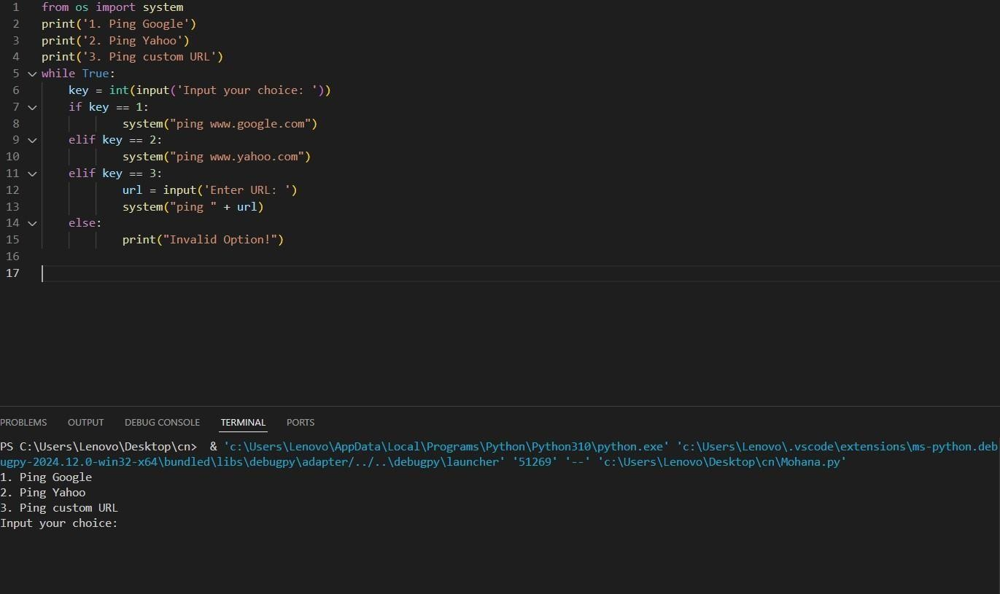 1 from os import system
2 print('1. Ping Google')
3 print('2. Ping Yahoo')
4 print('3. Ping custom URL')
5 while True:
6     key = int(input('Input your choice: '))
7     if key == 1:
8             system("ping www.google.com")
9     elif key == 2:
10             system("ping www.yahoo.com")
11     elif key == 3:
12             url = input('Enter URL: ')
13             system("ping " + url)
14     else:
15             print("Invalid Option!")
16
17
PROBLEMS OUTPUT DEBUG CONSOLE TERMINAL PORTS
PS C:\Users\Lenovo\Desktop\cn>  & 'c:\Users\Lenovo\AppData\Local\Programs\Python\Python310\python.exe' 'c:\Users\Lenovo\.vscode\extensions\ms-python.deb
ugpy-2024.12.0-win32-x64\bundled\libs\debugpy\adapter/../..\debugpy\launcher' '51269' '--' 'c:\Users\Lenovo\Desktop\cn\Mohana.py'
1. Ping Google
2. Ping Yahoo
3. Ping custom URL
Input your choice: